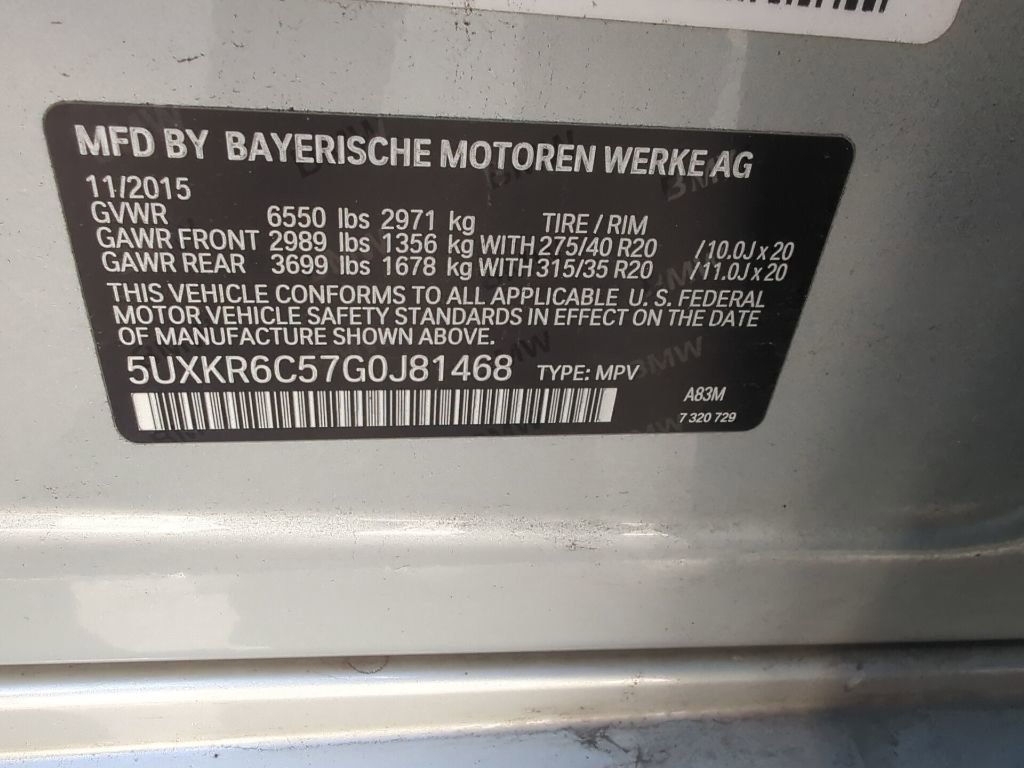 MFD BY BAYERISCHE MOTOREN WERKE AG
11/2015
GVWR 6550 lbs 2971 kg TIRE / RIM
GAWR FRONT 2989 lbs 1356 kg WITH 275/40 R20 /10.0J x 20
GAWR REAR 3699 lbs 1678 kg WITH 315/35 R20 /11.0J x 20
THIS VEHICLE CONFORMS TO ALL APPLICABLE U. S. FEDERAL
MOTOR VEHICLE SAFETY STANDARDS IN EFFECT ON THE DATE
OF MANUFACTURE SHOWN ABOVE.
5UXKR6C57G0J81468 TYPE: MPV
A83M
7 320 729